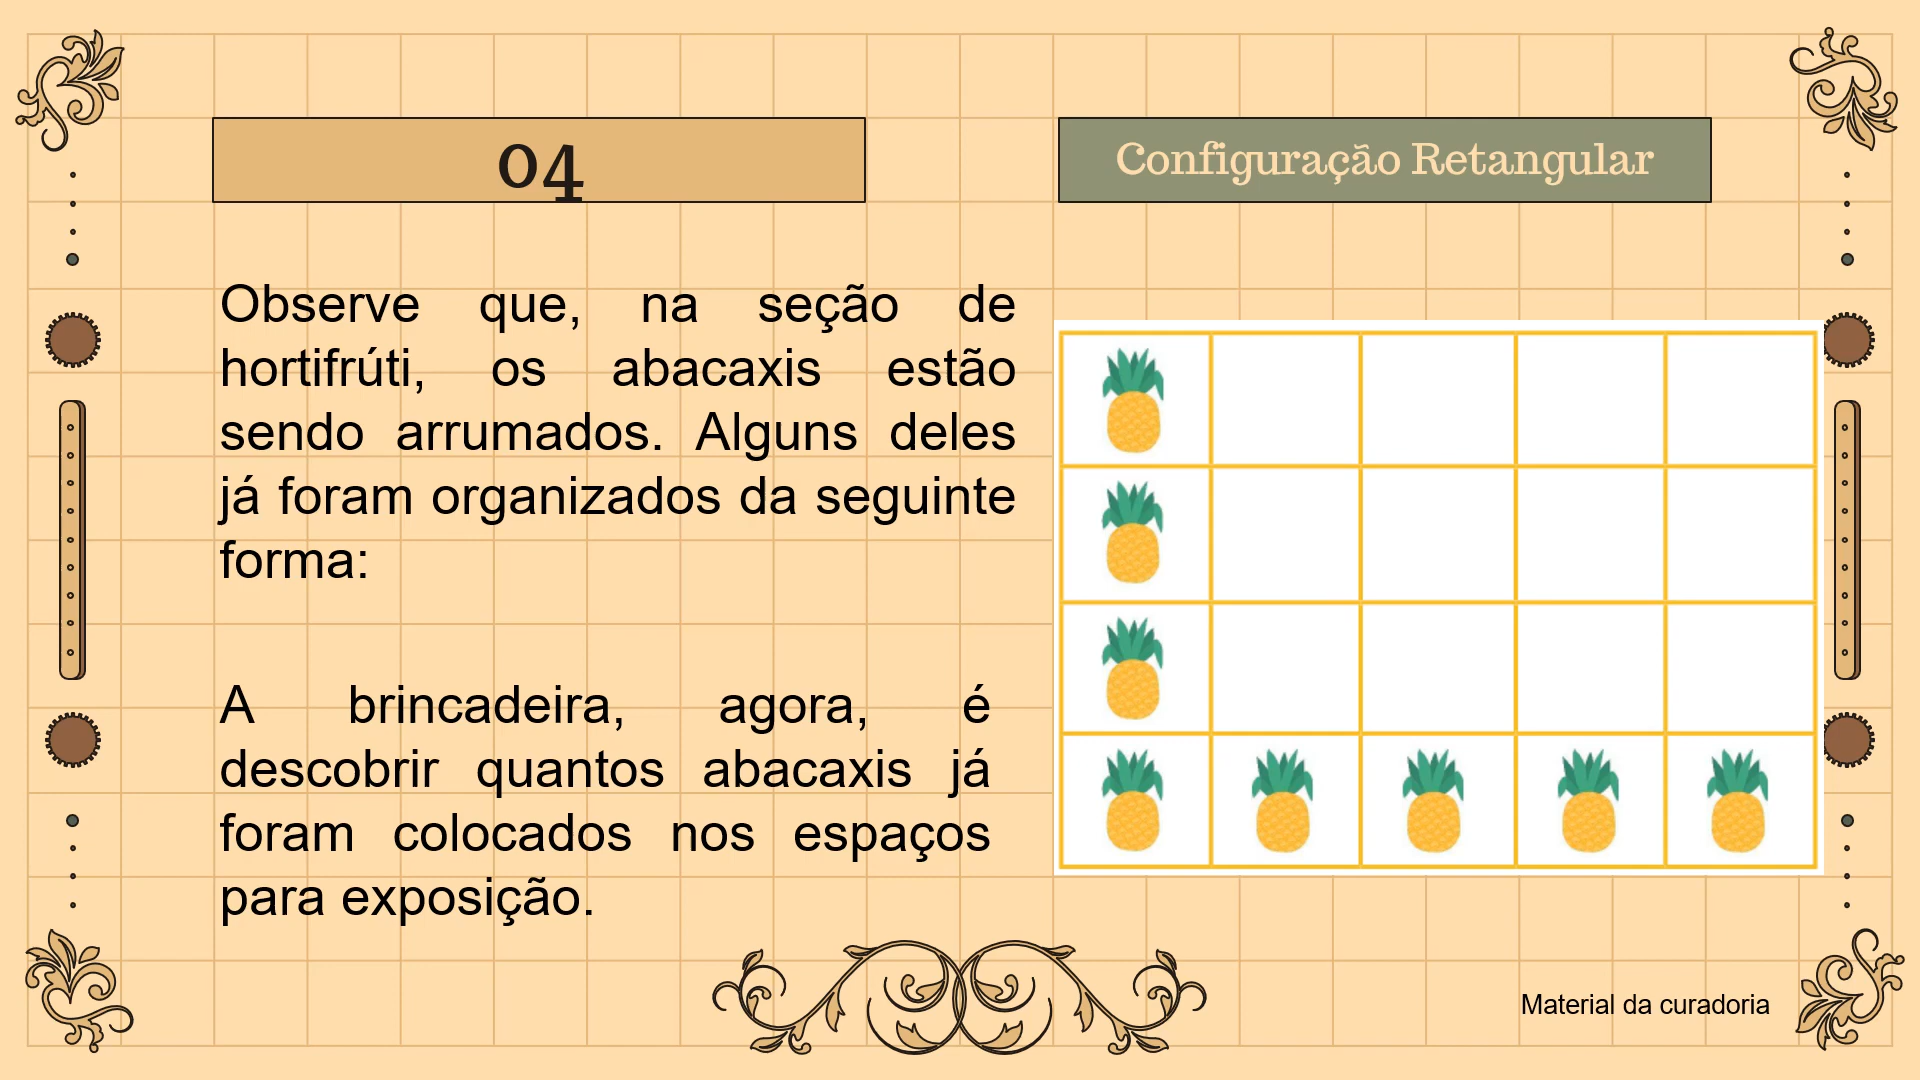 04
Configuração Retangular
Observe que, na seção de
hortifrúti, os abacaxis estão
sendo arrumados. Alguns deles
já foram organizados da seguinte
forma:
A brincadeira, agora, é
descobrir quantos abacaxis já
foram colocados nos espaços
para exposição.
Material da curadoria